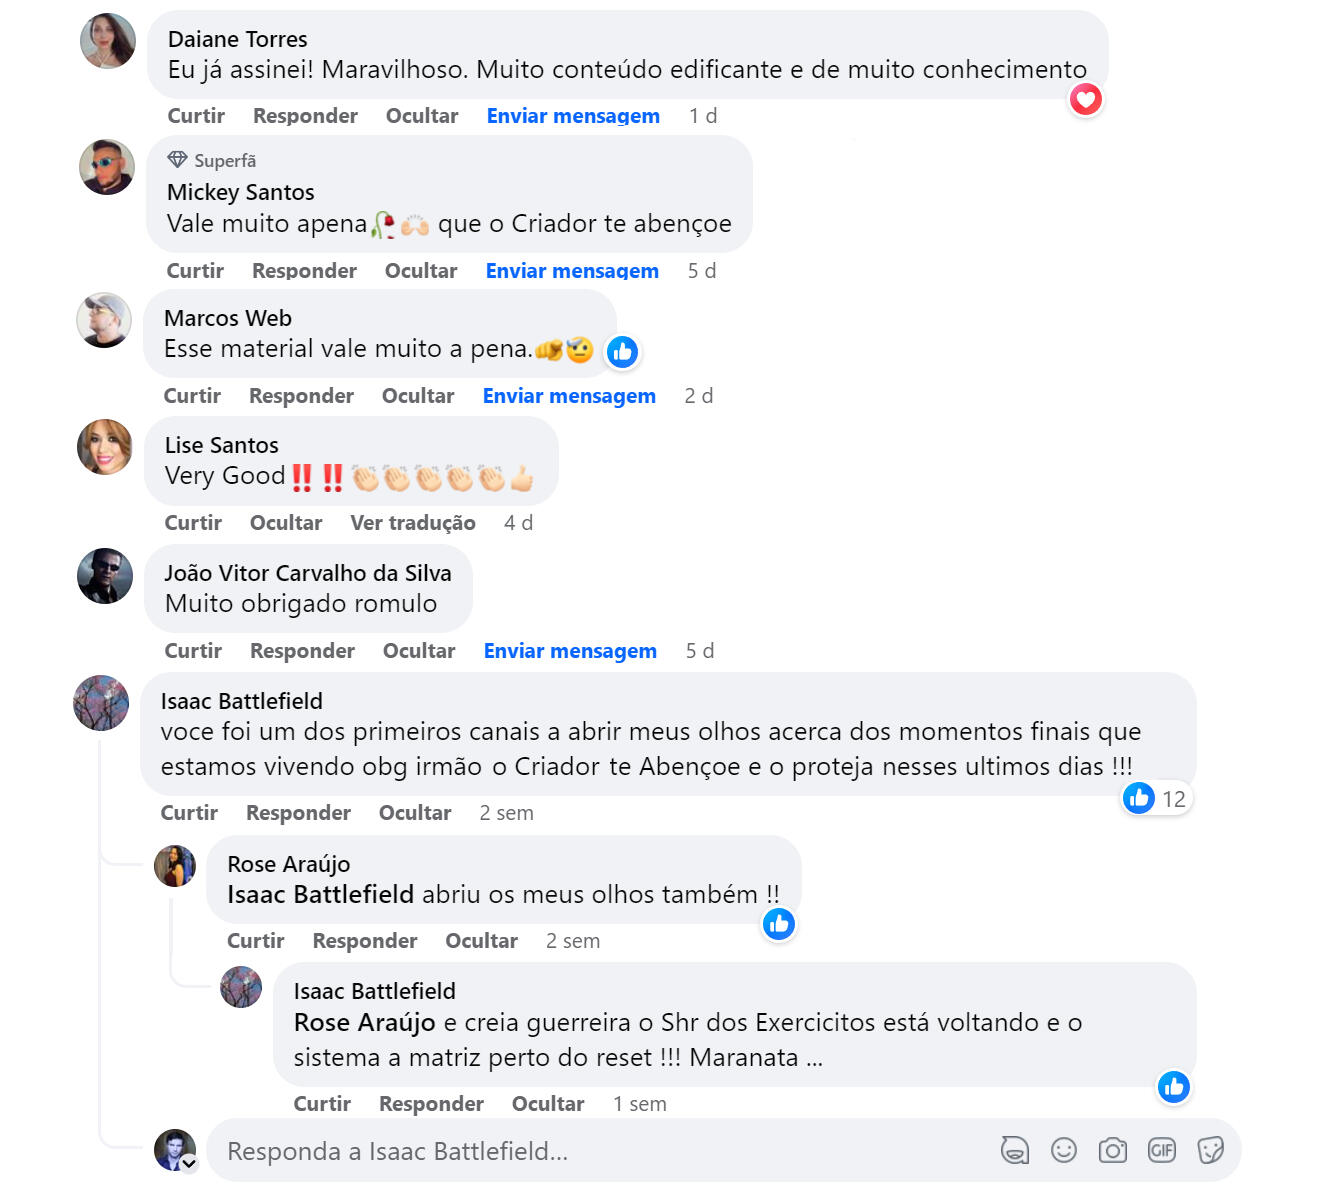 Daiane Torres
Eu já assinei! Maravilhoso. Muito conteúdo edificante e de muito conhecimento
Curtir Responder Ocultar Enviar mensagem 1 d
Superfã
Mickey Santos
Vale muito apena🥀🙌🏻 que o Criador te abençoe
Curtir Responder Ocultar Enviar mensagem 5 d
Marcos Web
Esse material vale muito a pena.🫵🤕
Curtir Responder Ocultar Enviar mensagem 2 d
Lise Santos
Very Good‼️‼️👏🏻👏🏻👏🏻👏🏻👏🏻👍🏻
Curtir Ocultar Ver tradução 4 d
João Vitor Carvalho da Silva
Muito obrigado romulo
Curtir Responder Ocultar Enviar mensagem 5 d
Isaac Battlefield
voce foi um dos primeiros canais a abrir meus olhos acerca dos momentos finais que
estamos vivendo obg irmão o Criador te Abençoe e o proteja nesses ultimos dias !!!
12
Curtir Responder Ocultar 2 sem
Rose Araújo
Isaac Battlefield abriu os meus olhos também !!
Curtir Responder Ocultar 2 sem
Isaac Battlefield
Rose Araújo e creia guerreira o Shr dos Exercicitos está voltando e o
sistema a matriz perto do reset !!! Maranata ...
Curtir Responder Ocultar 1 sem
Responda a Isaac Battlefield...
GIF